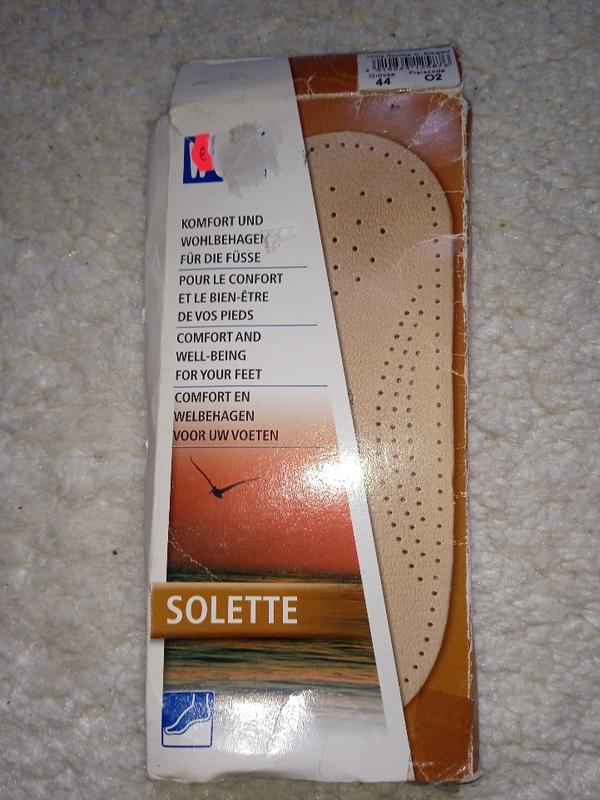 Grösse Preiscode
44 O2
W
KOMFORT UND
WOHLBEHAGEN
FÜR DIE FÜSSE
POUR LE CONFORT
ET LE BIEN-ÊTRE
DE VOS PIEDS
COMFORT AND
WELL-BEING
FOR YOUR FEET
COMFORT EN
WELBEHAGEN
VOOR UW VOETEN
SOLETTE